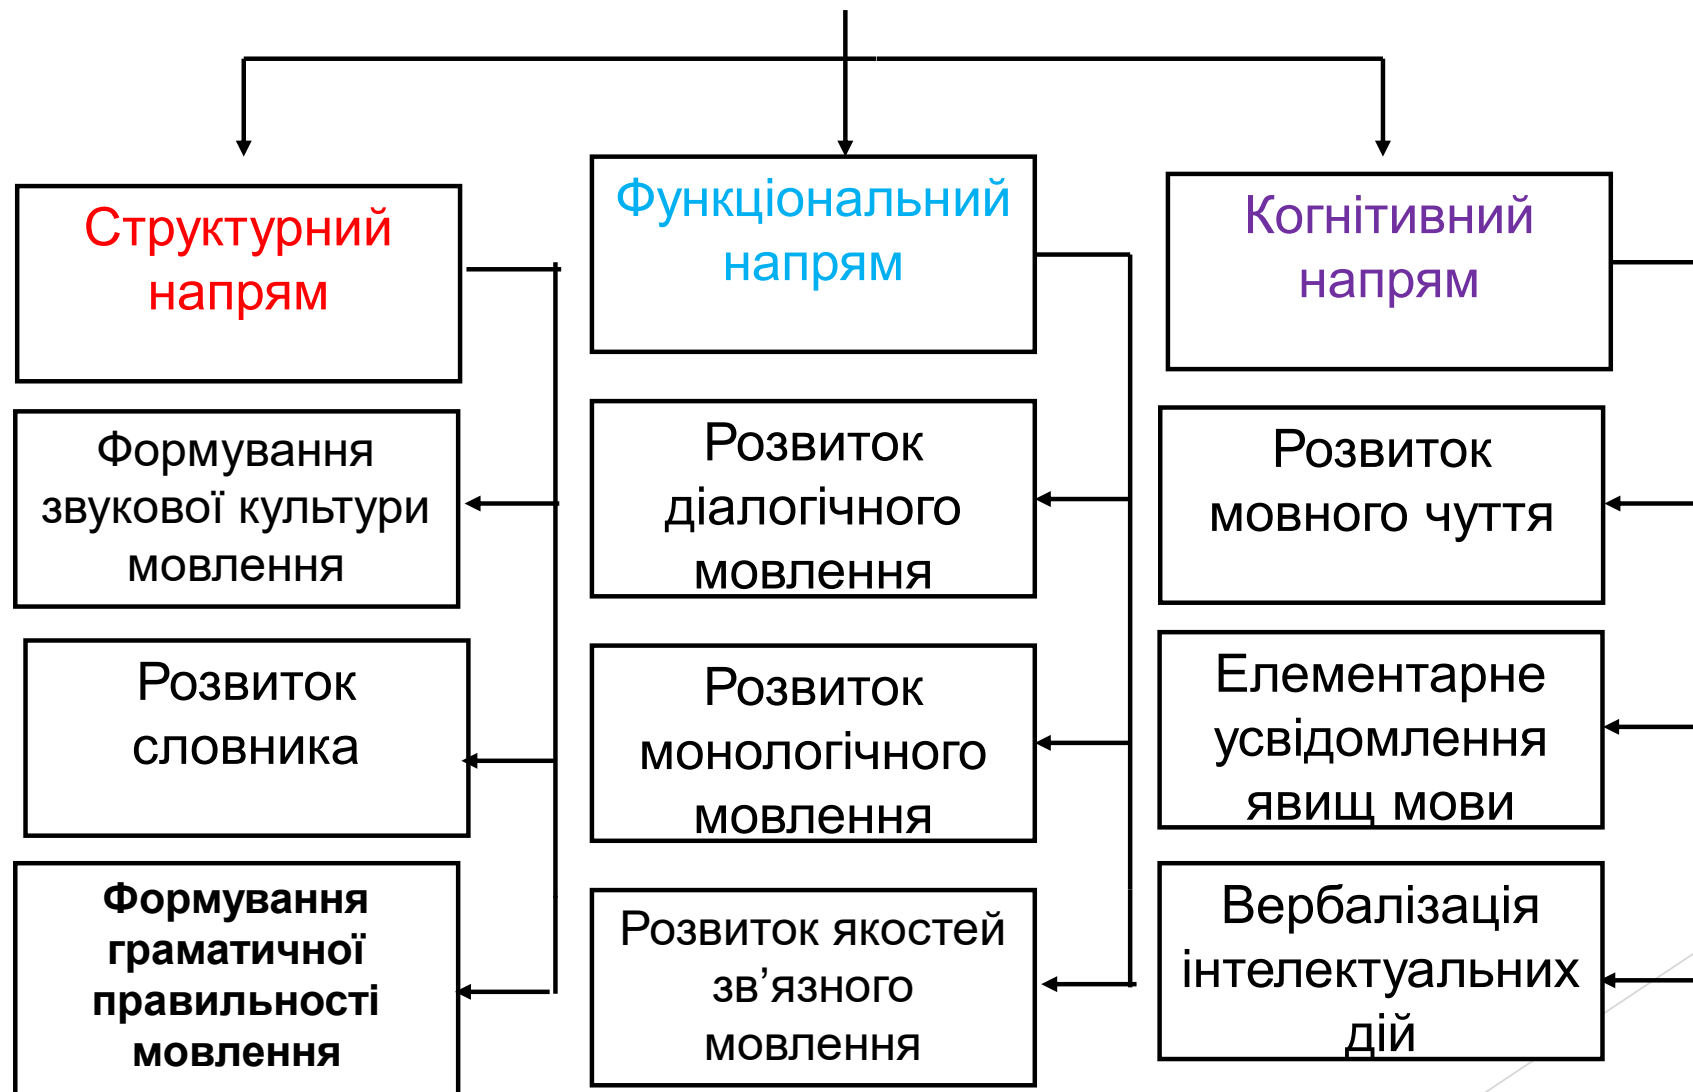 Структурний
напрям
Формування
звукової культури
мовлення
Розвиток
словника
Формування
граматичної
правильності
мовлення
Функціональний
напрям
Розвиток
діалогічного
мовлення
Розвиток
монологічного
мовлення
Розвиток якостей
зв’язного
мовлення
Когнітивний
напрям
Розвиток
мовного чуття
Елементарне
усвідомлення
явищ мови
Вербалізація
інтелектуальних
дій